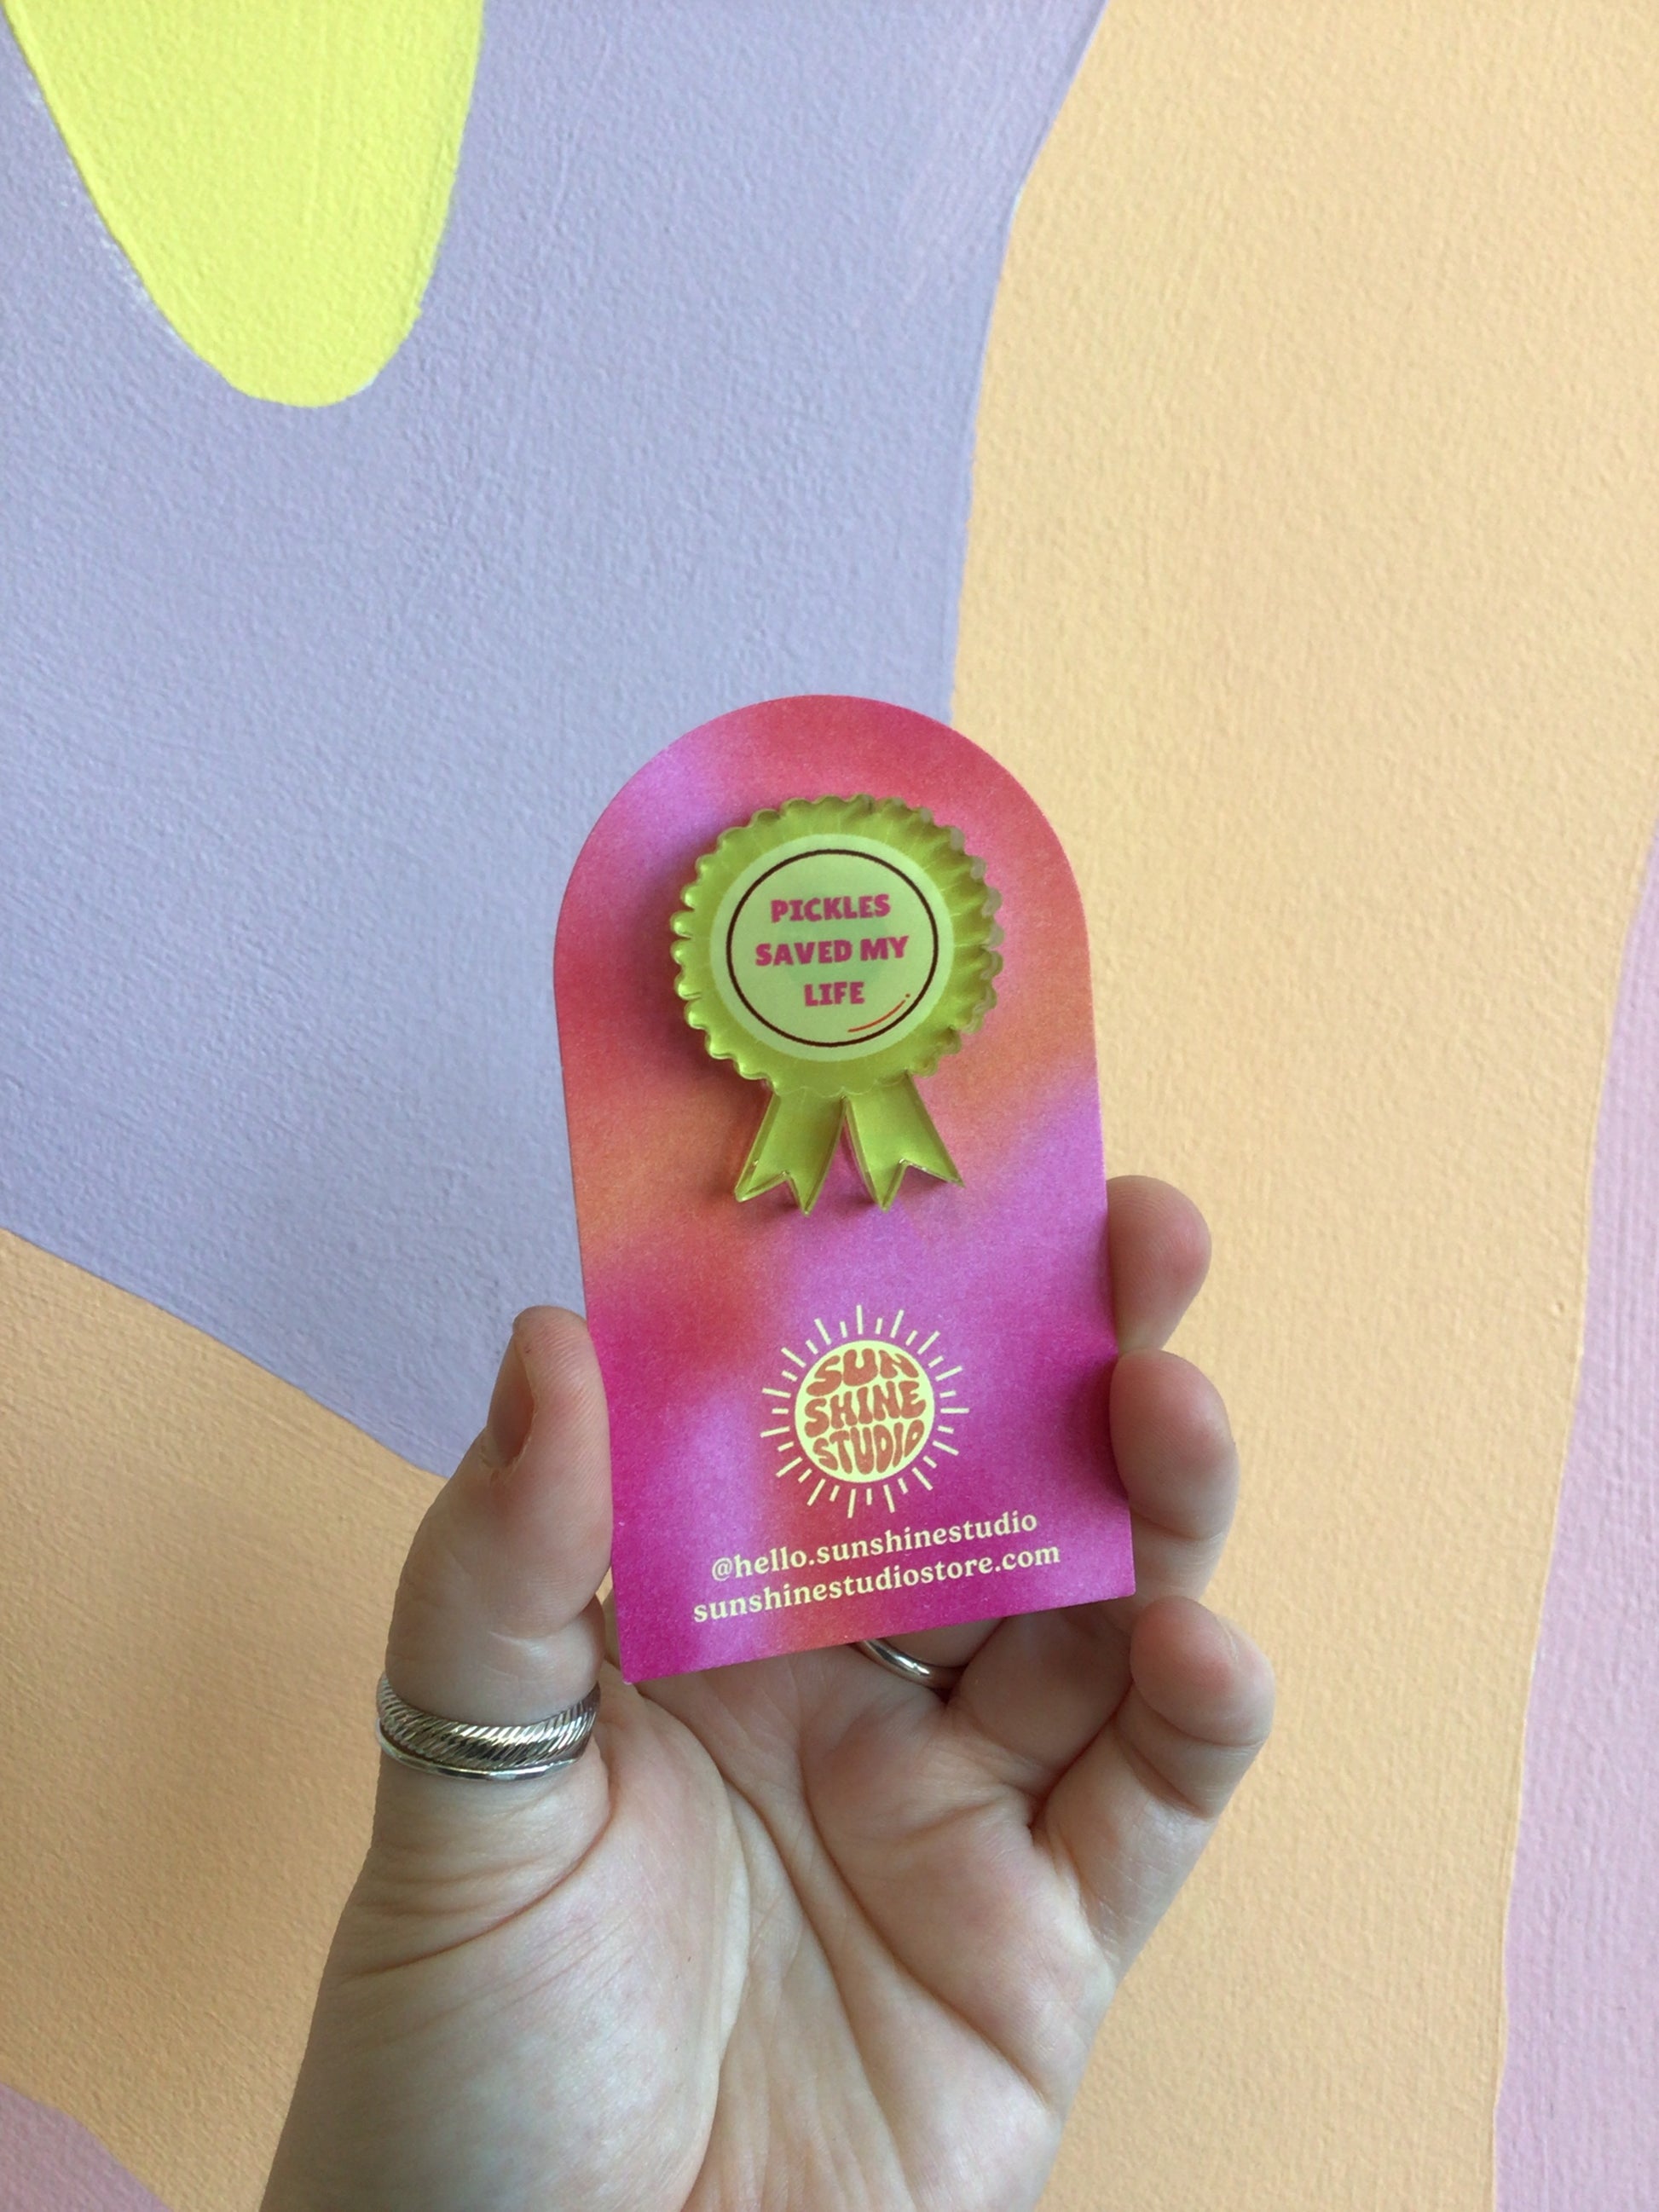 PICKLES
SAVED MY
LIFE
SUN
SHINE
STUDIO
@hello.sunshinestudio
sunshinestudiostore.com